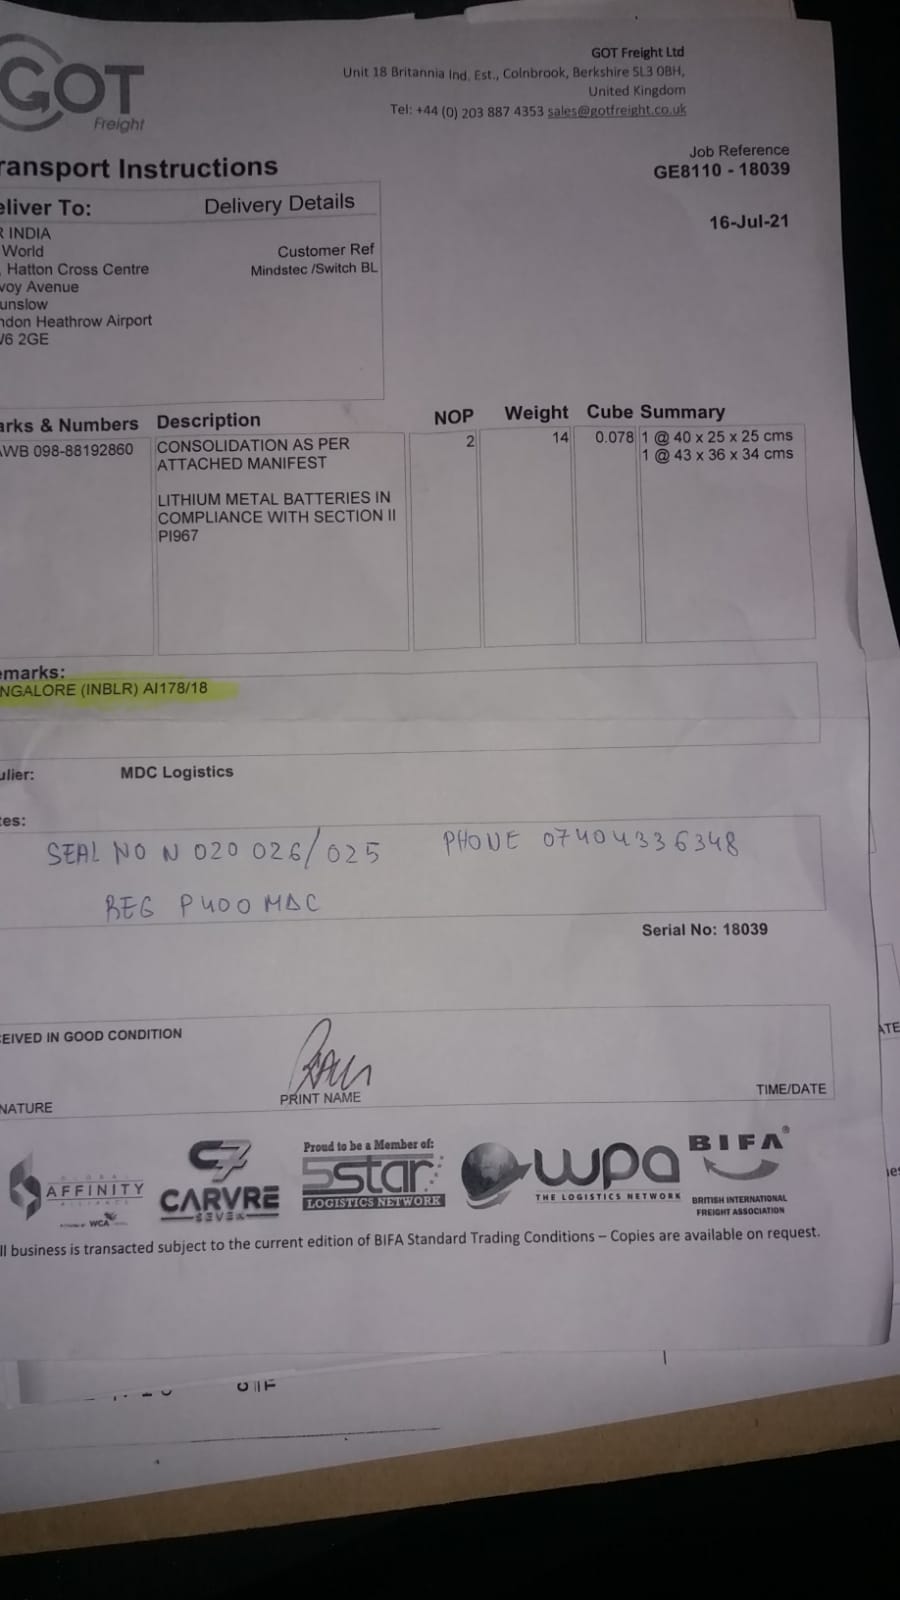 GOT
Freight
GOT Freight Ltd
Unit 18 Britannia Ind. Est., Colnbrook, Berkshire SL3 0BH,
United Kingdom
Tel: +44 (0) 203 887 4353 sales@gotfreight.co.uk
ransport Instructions
Job Reference
GE8110 - 18039
16-Jul-21
eliver To:
Delivery Details
R INDIA
World
, Hatton Cross Centre
voy Avenue
unslow
ndon Heathrow Airport
V6 2GE
Customer Ref
Mindstec /Switch BL
arks & Numbers Description NOP Weight Cube Summary
AWB 098-88192860 CONSOLIDATION AS PER 2 14 0.078 1 @ 40 x 25 x 25 cms
ATTACHED MANIFEST 1 @ 43 x 36 x 34 cms
LITHIUM METAL BATTERIES IN
COMPLIANCE WITH SECTION II
PI967
emarks:
NGALORE (INBLR) AI178/18
ulier: MDC Logistics
tes:
SEAL NO N 020 026/025 PHONE 07404336348
REG P400 MDC
Serial No: 18039
EIVED IN GOOD CONDITION
NATURE
PRINT NAME
TIME/DATE
GLOBAL
AFFINITY
ALLIANCE
WCA
C7
CARVRE
SEVEN
Proud to be a Member of:
5star
LOGISTICS NETWORK
wpa
THE LOGISTICS NETWORK
BIFA®
BRITISH INTERNATIONAL
FREIGHT ASSOCIATION
ll business is transacted subject to the current edition of BIFA Standard Trading Conditions – Copies are available on request.